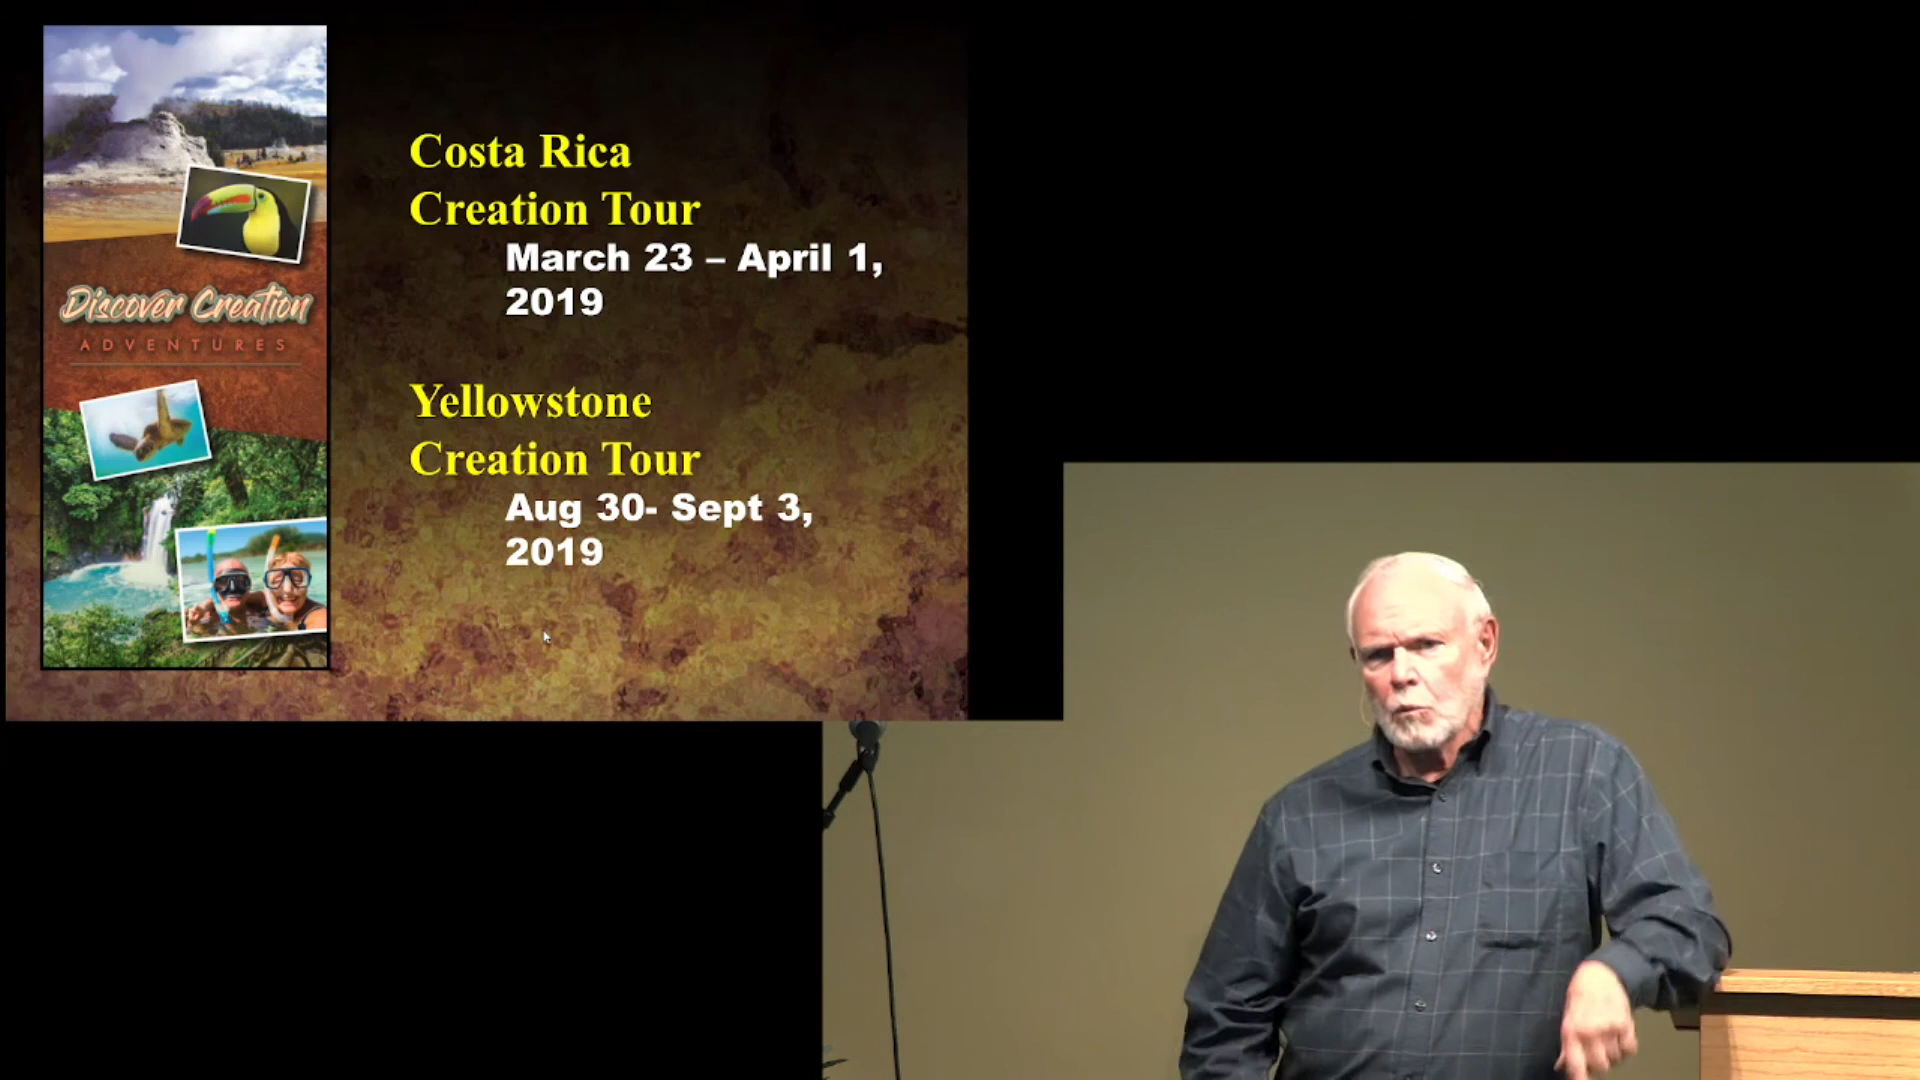 Discover Creation
ADVENTURES
Costa Rica
Creation Tour
March 23 – April 1,
2019
Yellowstone
Creation Tour
Aug 30- Sept 3,
2019